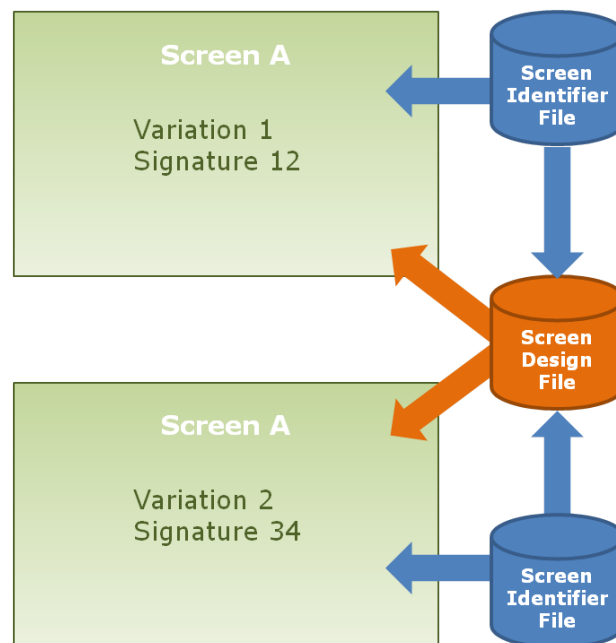 Screen A
Variation 1
Signature 12
Screen
Identifier
File
Screen
Design
File
Screen A
Variation 2
Signature 34
Screen
Identifier
File